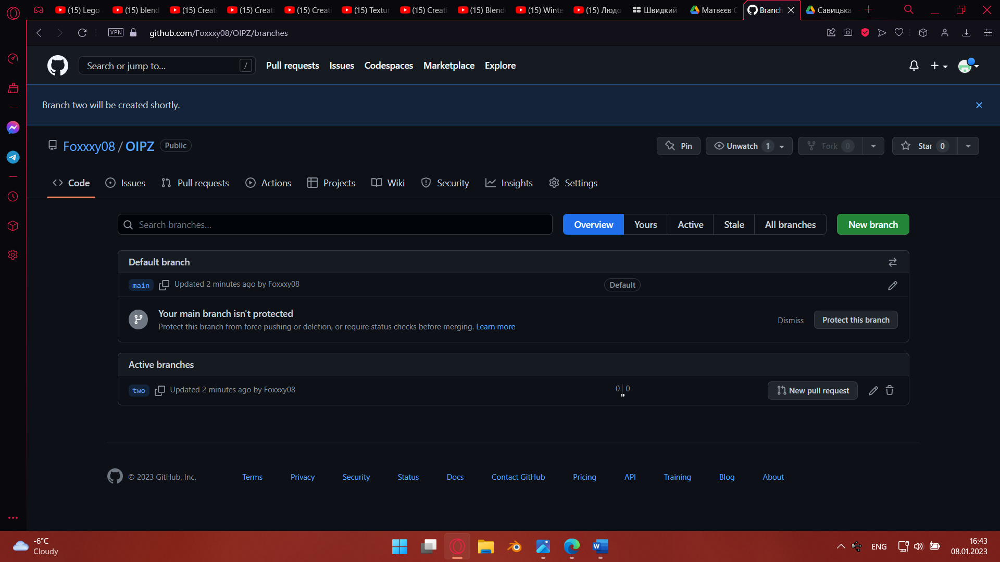 (15) Lego
(15) blend
(15) Creati
(15) Creati
(15) Creati
(15) Textur
(15) Creati
(15) Blend
(15) Winte
(15) Людо
Швидкий
Матвєєв С
Branch
Савицька
VPN
github.com/Foxxxy08/OIPZ/branches
Search or jump to...
/
Pull requests
Issues
Codespaces
Marketplace
Explore
Branch two will be created shortly.
Foxxxy08 / OIPZ Public
Pin
Unwatch 1
Fork 0
Star 0
Code
Issues
Pull requests
Actions
Projects
Wiki
Security
Insights
Settings
Search branches...
Overview
Yours
Active
Stale
All branches
New branch
Default branch
main Updated 2 minutes ago by Foxxxy08
Default
Your main branch isn't protected
Protect this branch from force pushing or deletion, or require status checks before merging. Learn more
Dismiss
Protect this branch
Active branches
two Updated 2 minutes ago by Foxxxy08
0 | 0
New pull request
© 2023 GitHub, Inc.
Terms
Privacy
Security
Status
Docs
Contact GitHub
Pricing
API
Training
Blog
About
-6°C
Cloudy
ENG
16:43
08.01.2023